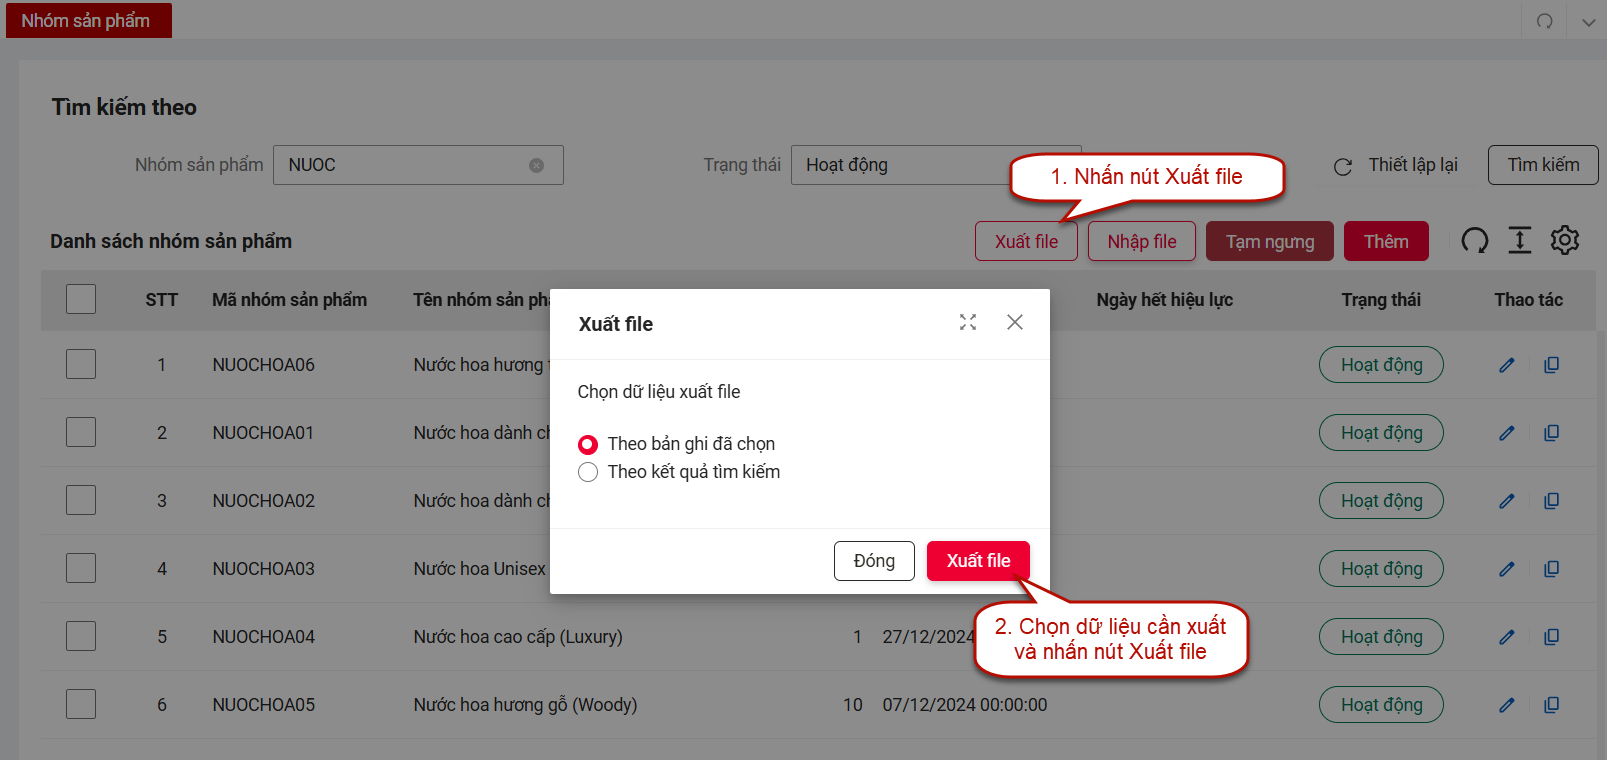 Nhóm sản phẩm
Tìm kiếm theo
Nhóm sản phẩm NUOC Trạng thái Hoạt động Thiết lập lại Tìm kiếm
1. Nhấn nút Xuất file
Danh sách nhóm sản phẩm Xuất file Nhập file Tạm ngưng Thêm
STT Mã nhóm sản phẩm Tên nhóm sản Ngày hết hiệu lực Trạng thái Thao tác
1 NUOCHOA06 Nước hoa hương Hoạt động
2 NUOCHOA01 Nước hoa dành Hoạt động
3 NUOCHOA02 Nước hoa dành Hoạt động
4 NUOCHOA03 Nước hoa Unisex Hoạt động
5 NUOCHOA04 Nước hoa cao cấp (Luxury) 1 27/12/2024 Hoạt động
6 NUOCHOA05 Nước hoa hương gỗ (Woody) 10 07/12/2024 00:00:00 Hoạt động
Xuất file
Chọn dữ liệu xuất file
Theo bản ghi đã chọn
Theo kết quả tìm kiếm
Đóng Xuất file
2. Chọn dữ liệu cần xuất
và nhấn nút Xuất file